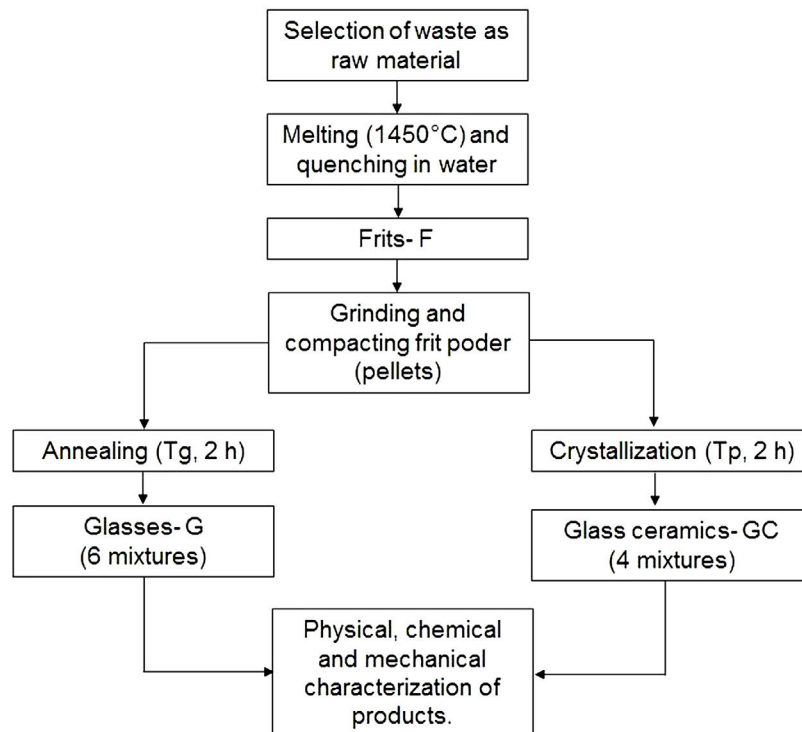 Selection of waste as
raw material
Melting (1450°C) and
quenching in water
Frits- F
Grinding and
compacting frit poder
(pellets)
Annealing (Tg, 2 h)
Crystallization (Tp, 2 h)
Glasses- G
(6 mixtures)
Glass ceramics- GC
(4 mixtures)
Physical, chemical
and mechanical
characterization of
products.